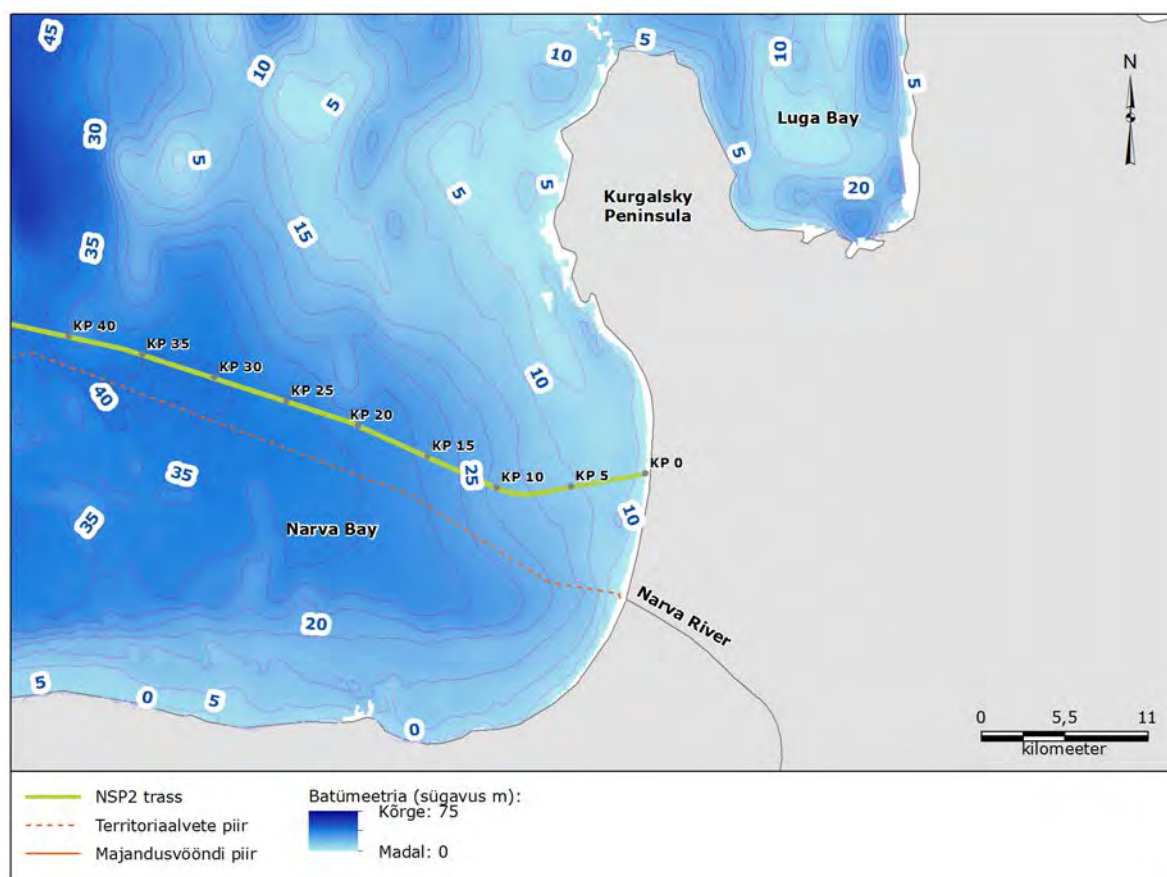 45
10
5
10
5
N
10
5
30
5
Luga Bay
5
5
5
20
Kurgalsky
Peninsula
15
35
KP 40
KP 35
KP 30
KP 25
KP 20
KP 15
KP 10
KP 5
KP 0
10
40
25
35
35
10
Narva Bay
Narva River
20
5
0
5
0
0
5,5
11
kilomeeter
NSP2 trass
Territoriaalvete piir
Majandusvööndi piir
Batümeetria (sügavus m):
Kõrge: 75
Madal: 0